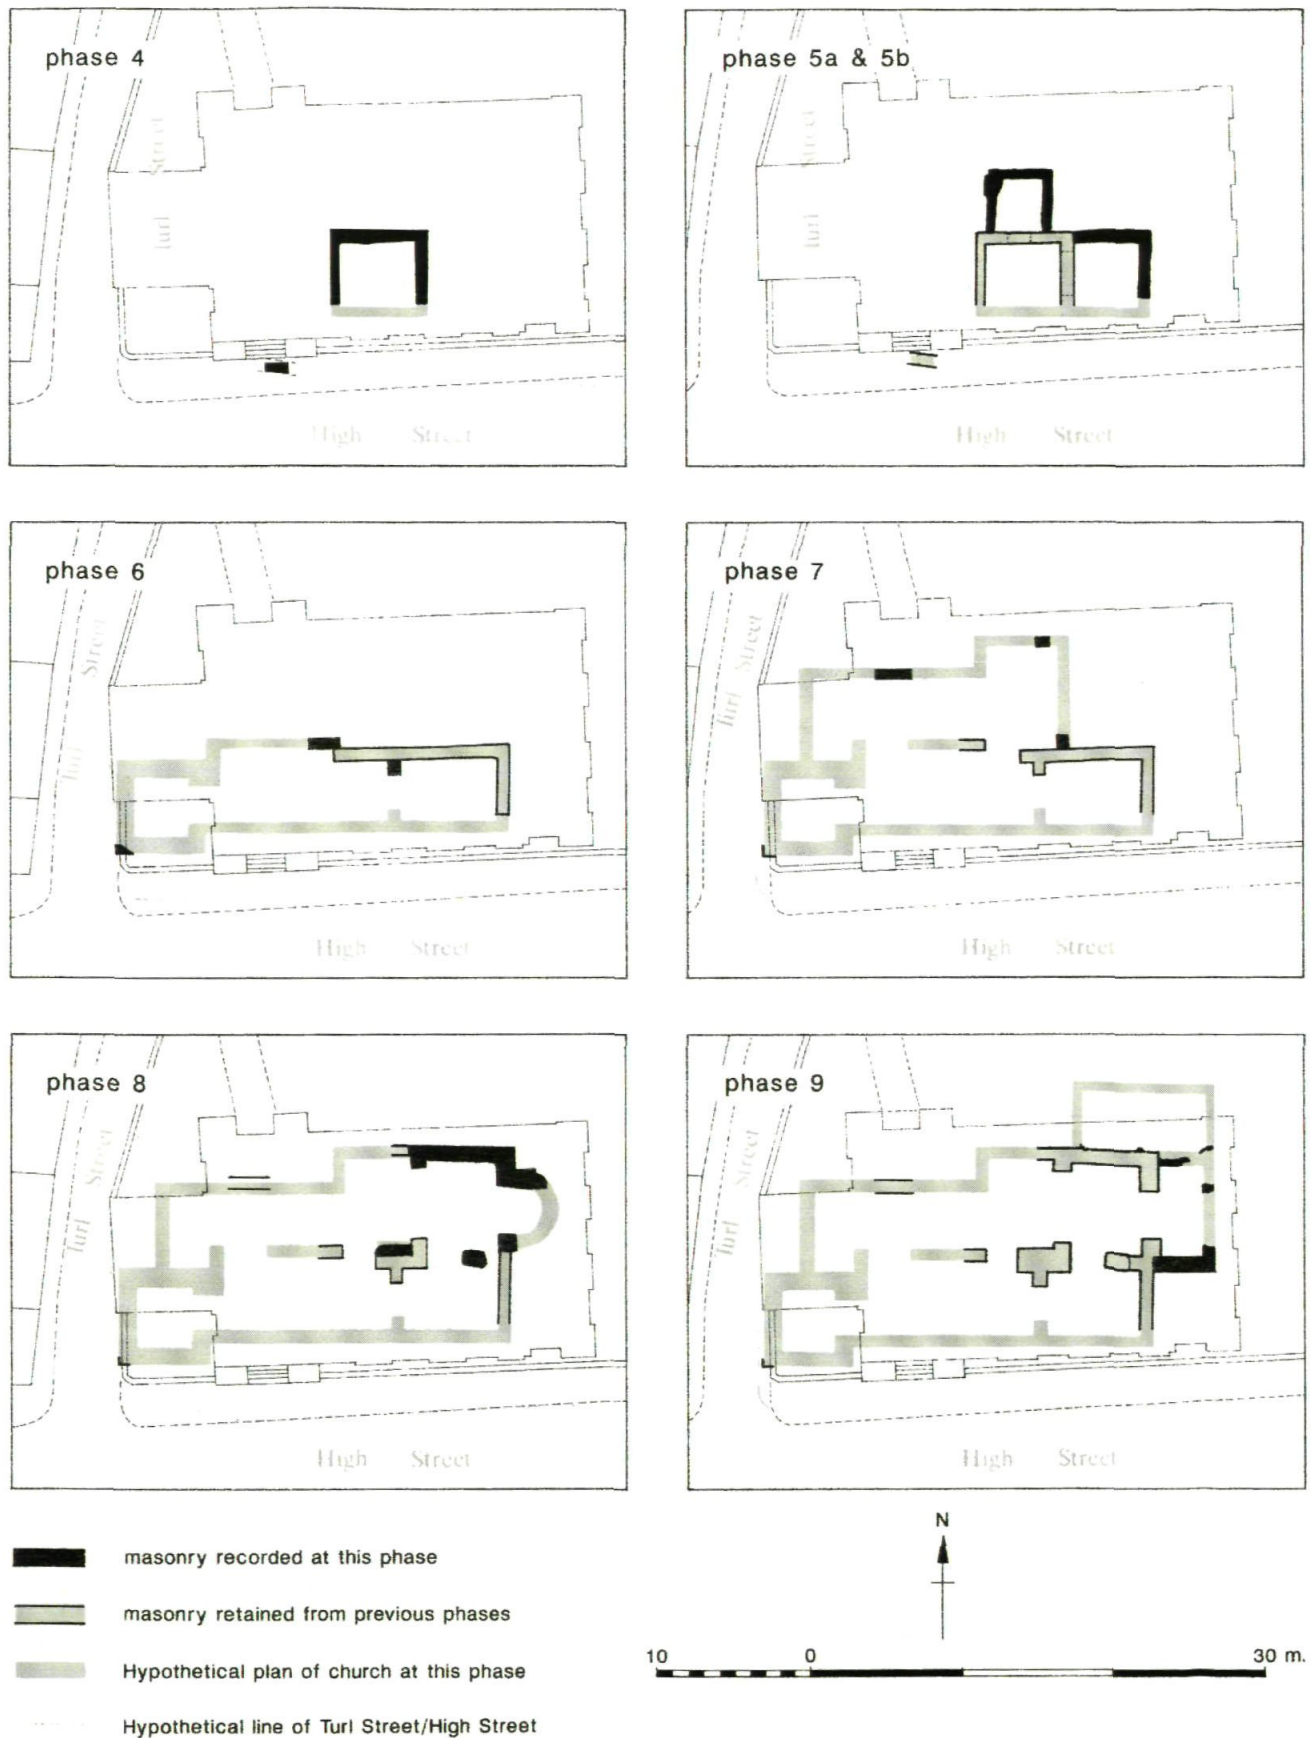 phase 4
Street
Turl
High Street
phase 5a & 5b
Street
Turl
High Street
phase 6
Street
Turl
High Street
phase 7
Street
Turl
High Street
phase 8
Street
Turl
High Street
phase 9
Street
Turl
High Street
masonry recorded at this phase
masonry retained from previous phases
Hypothetical plan of church at this phase
Hypothetical line of Turl Street/High Street
N
10 0 30 m.